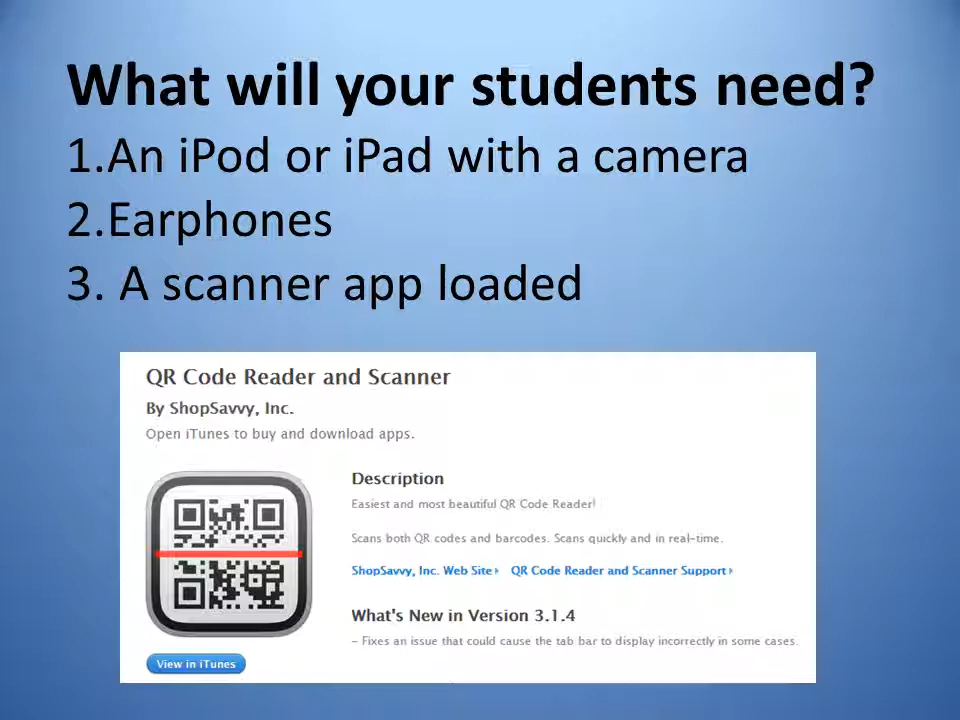 What will your students need?
1.An iPod or iPad with a camera
2.Earphones
3. A scanner app loaded
QR Code Reader and Scanner
By ShopSavvy, Inc.
Open iTunes to buy and download apps.
Description
Easiest and most beautiful QR Code Reader!
Scans both QR codes and barcodes. Scans quickly and in real-time.
ShopSavvy, Inc. Web Site QR Code Reader and Scanner Support
What's New in Version 3.1.4
- Fixes an issue that could cause the tab bar to display incorrectly in some cases.
View in iTunes